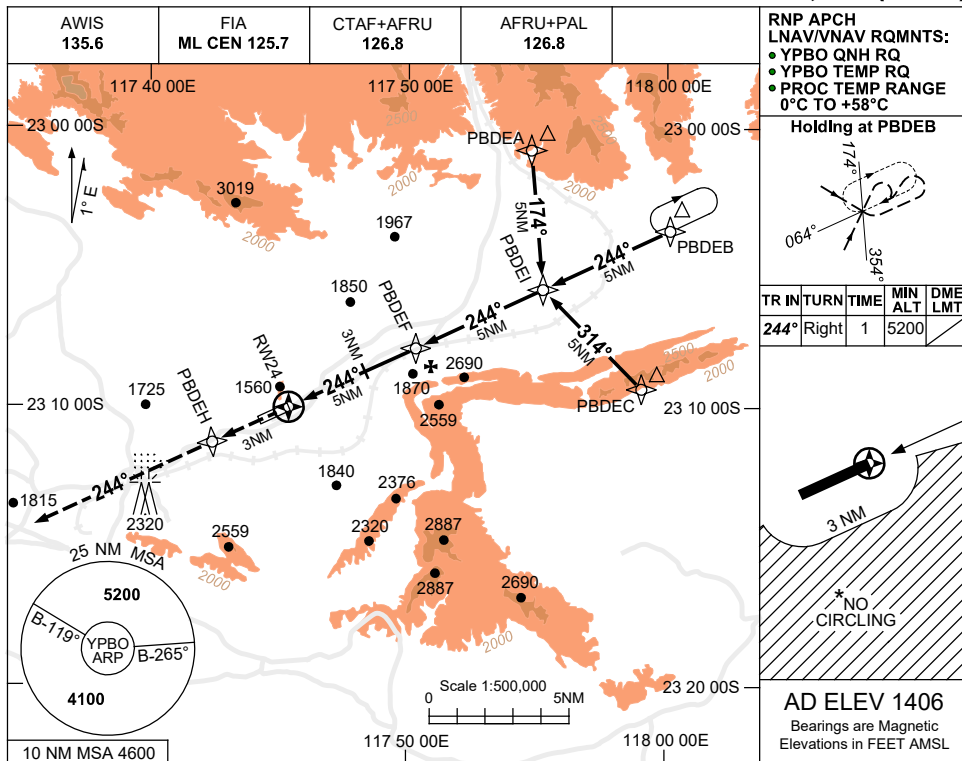 AWIS
135.6
FIA
ML CEN 125.7
CTAF+AFRU
126.8
AFRU+PAL
126.8
RNP APCH
LNAV/VNAV RQMNTS:
• YPBO QNH RQ
• YPBO TEMP RQ
• PROC TEMP RANGE
0°C TO +58°C
117 40 00E
117 50 00E
118 00 00E
23 00 00S
23 00 00S
2500
2000
PBDEA
2000
1° E
3019
2000
1967
174°
5NM
PBDEI
244°
5NM
PBDEB
1850
PBDEF
244°
5NM
314°
5NM
2500
2000
3NM
RW24
1560
244°
5NM
1870
2690
PBDEC
1725
PBDEH
3NM
2559
23 10 00S
23 10 00S
244°
1815
2320
1840
2376
2559
2000
2320
2887
2887
2690
2000
25 NM MSA
5200
B-119°
YPBO
ARP
B-265°
4100
10 NM MSA 4600
Scale 1:500,000
0
5NM
23 20 00S
117 50 00E
118 00 00E
Holding at PBDEB
174°
064°
354°
TR IN
TURN
TIME
MIN
ALT
DME
LMT
244°
Right
1
5200
3 NM
*NO
CIRCLING
AD ELEV 1406
Bearings are Magnetic
Elevations in FEET AMSL